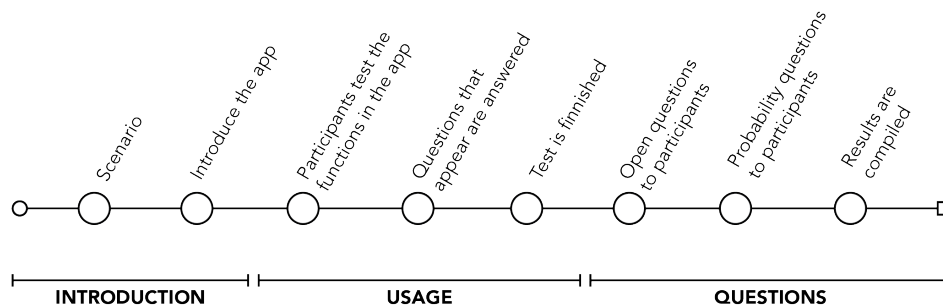 Scenario
Introduce the app
Participants test the
functions in the app
Questions that
appear are answered
Test is finnished
Open questions
to participants
Probability questions
to participants
Results are
compiled
INTRODUCTION
USAGE
QUESTIONS